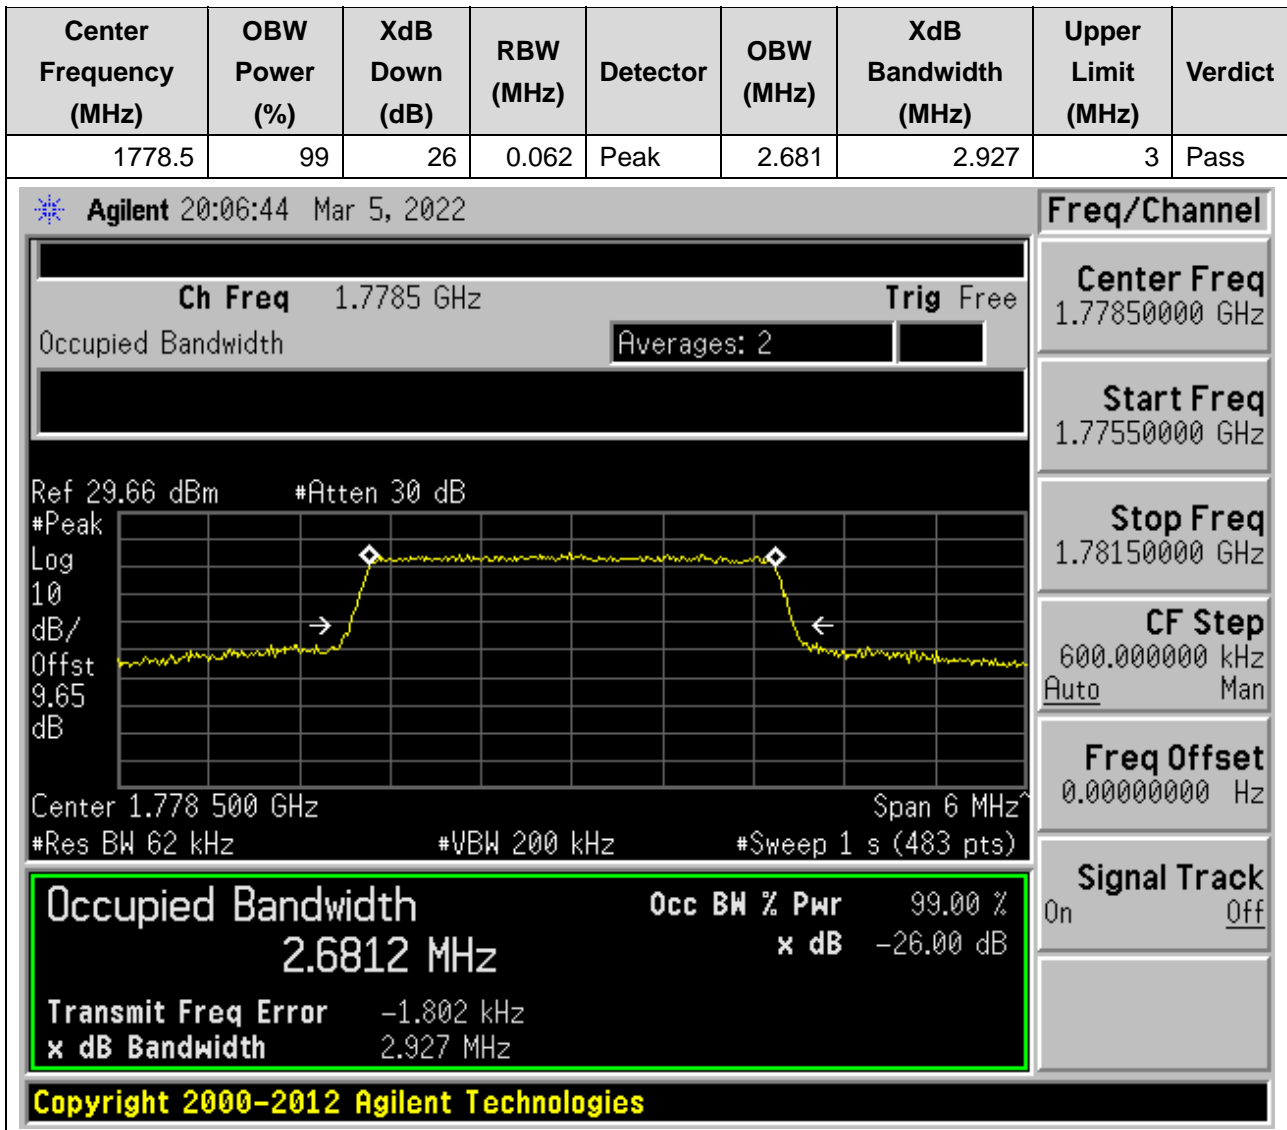 Center Frequency (MHz) OBW Power (%) XdB Down (dB) RBW (MHz) Detector OBW (MHz) XdB Bandwidth (MHz) Upper Limit (MHz) Verdict
1778.5 99 26 0.062 Peak 2.681 2.927 3 Pass
Agilent 20:06:44 Mar 5, 2022
Freq/Channel
Ch Freq 1.7785 GHz Trig Free
Occupied Bandwidth Averages: 2
Ref 29.66 dBm #Atten 30 dB
#Peak
Log
10
dB/
Offst
9.65
dB
Center 1.778 500 GHz Span 6 MHz^
#Res BW 62 kHz #VBW 200 kHz #Sweep 1 s (483 pts)
Occupied Bandwidth Occ BW % Pwr 99.00 %
2.6812 MHz x dB -26.00 dB
Transmit Freq Error -1.802 kHz
x dB Bandwidth 2.927 MHz
Center Freq
1.77850000 GHz
Start Freq
1.77550000 GHz
Stop Freq
1.78150000 GHz
CF Step
600.000000 kHz
Auto Man
Freq Offset
0.00000000 Hz
Signal Track
On Off
Copyright 2000-2012 Agilent Technologies